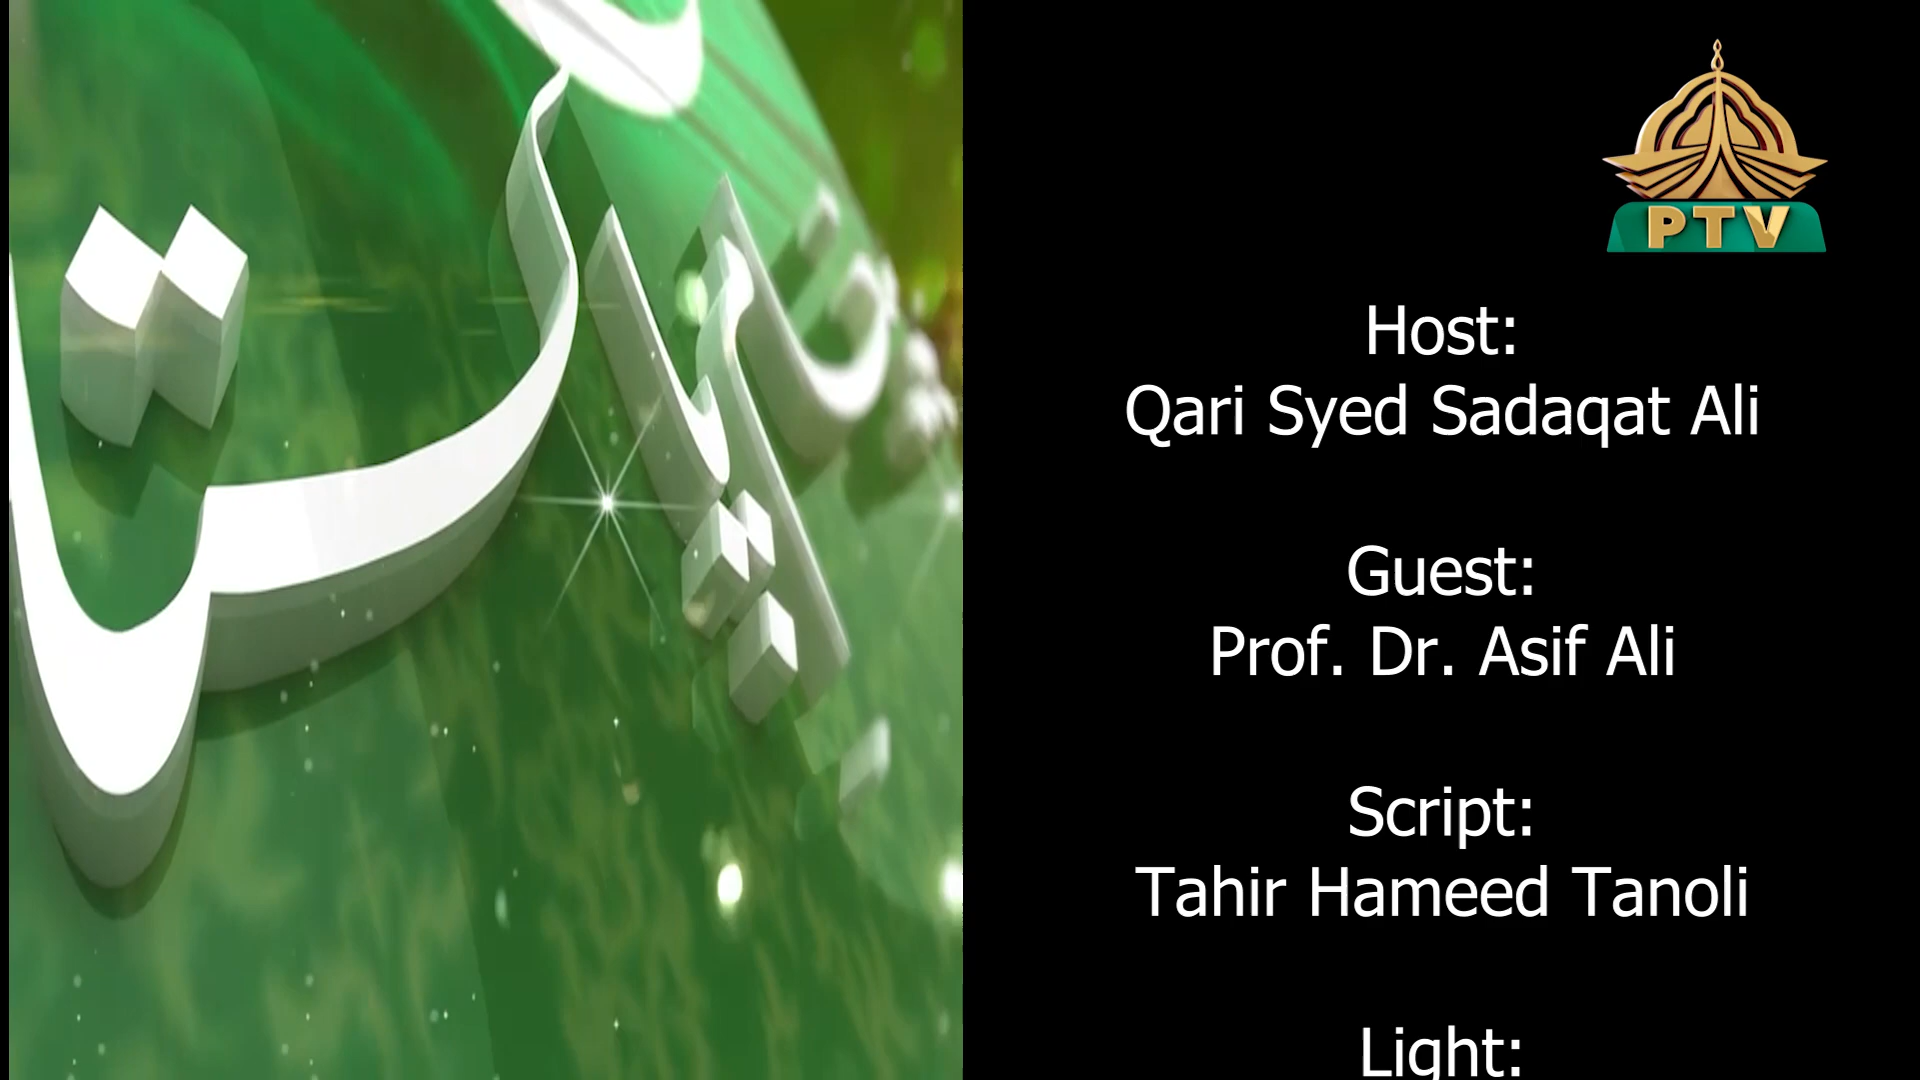 PTV
Host:
Qari Syed Sadaqat Ali
Guest:
Prof. Dr. Asif Ali
Script:
Tahir Hameed Tanoli
Light: